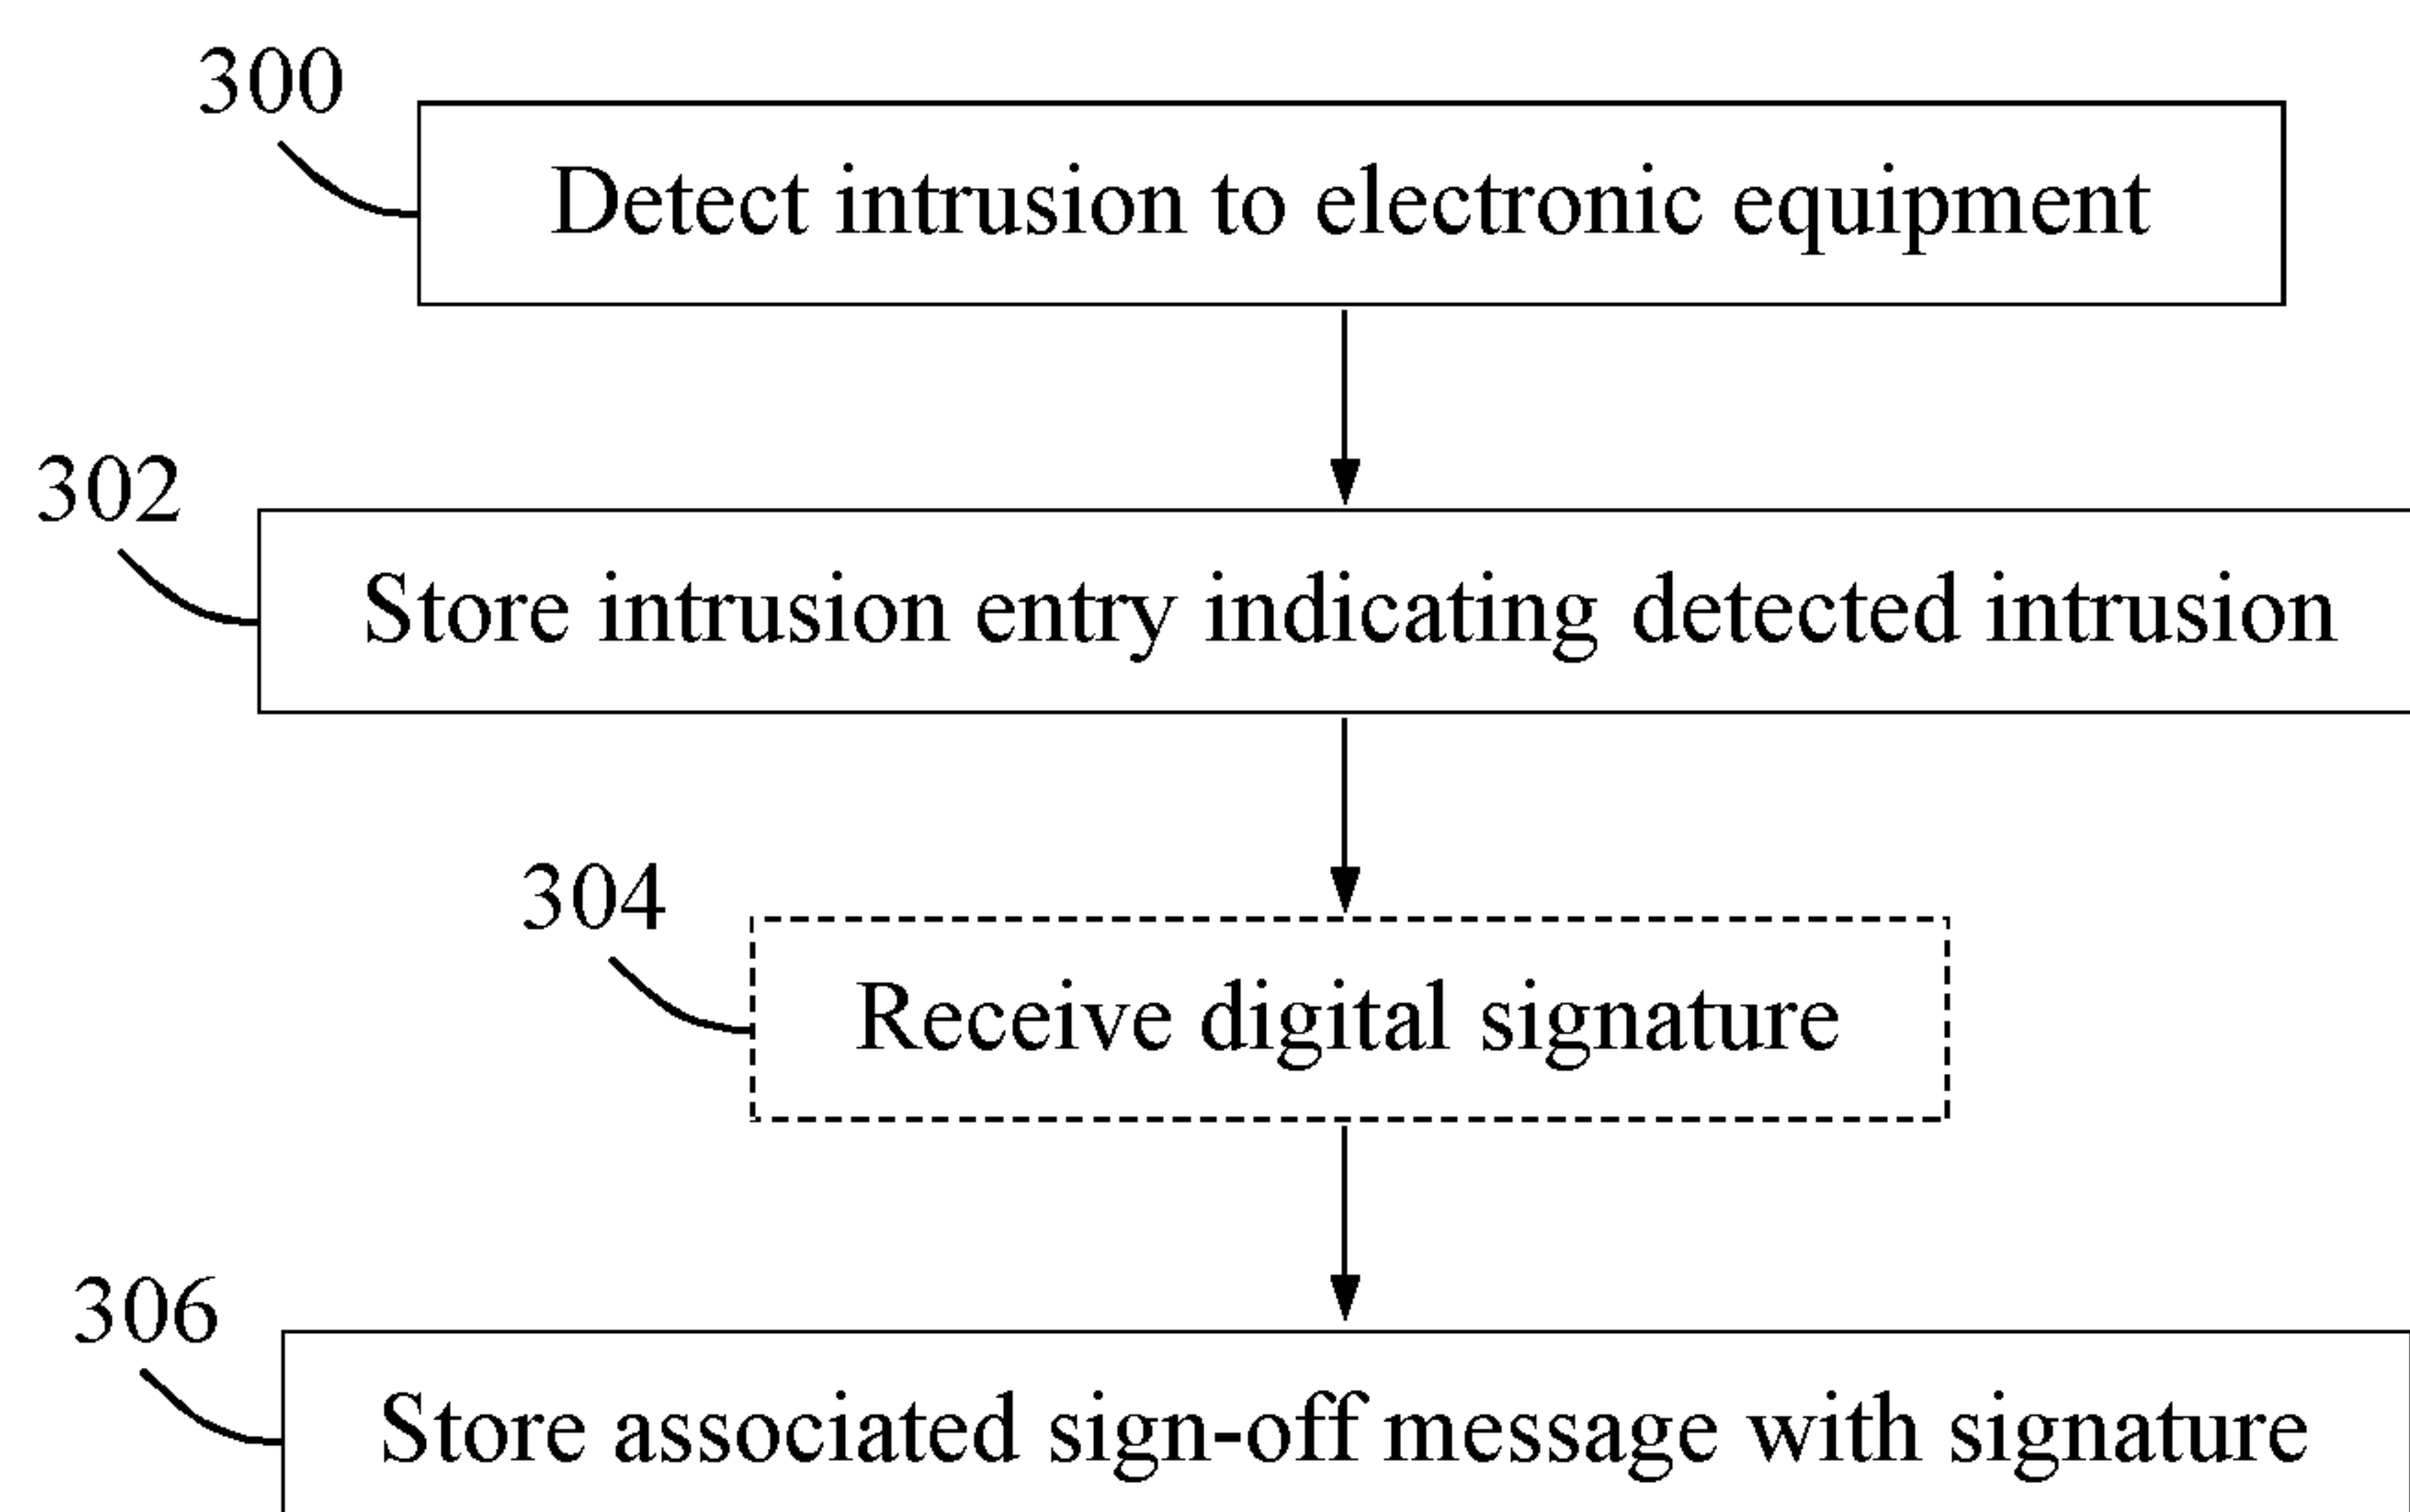 300
Detect intrusion to electronic equipment
302
Store intrusion entry indicating detected intrusion
304
Receive digital signature
306
Store associated sign-off message with signature